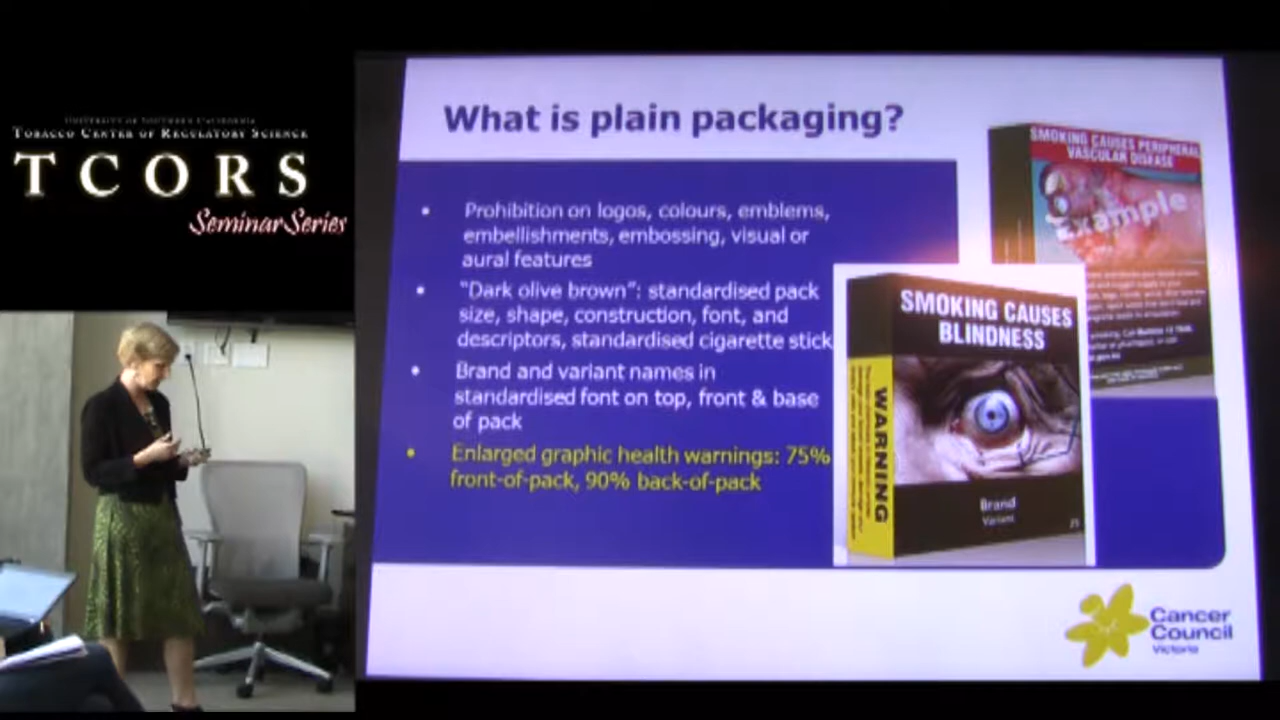 UNIVERSITY OF SOUTHERN CALIFORNIA
TOBACCO CENTER OF REGULATORY SCIENCE
TCORS
Seminar Series
What is plain packaging?
• Prohibition on logos, colours, emblems,
embellishments, embossing, visual or
aural features
• “Dark olive brown”: standardised pack
size, shape, construction, font, and
descriptors, standardised cigarette stick
• Brand and variant names in
standardised font on top, front & base
of pack
• Enlarged graphic health warnings: 75%
front-of-pack, 90% back-of-pack
SMOKING CAUSES PERIPHERAL
VASCULAR DISEASE
Example
SMOKING CAUSES
BLINDNESS
WARNING
Brand
Variant
25
Cancer
Council
Victoria